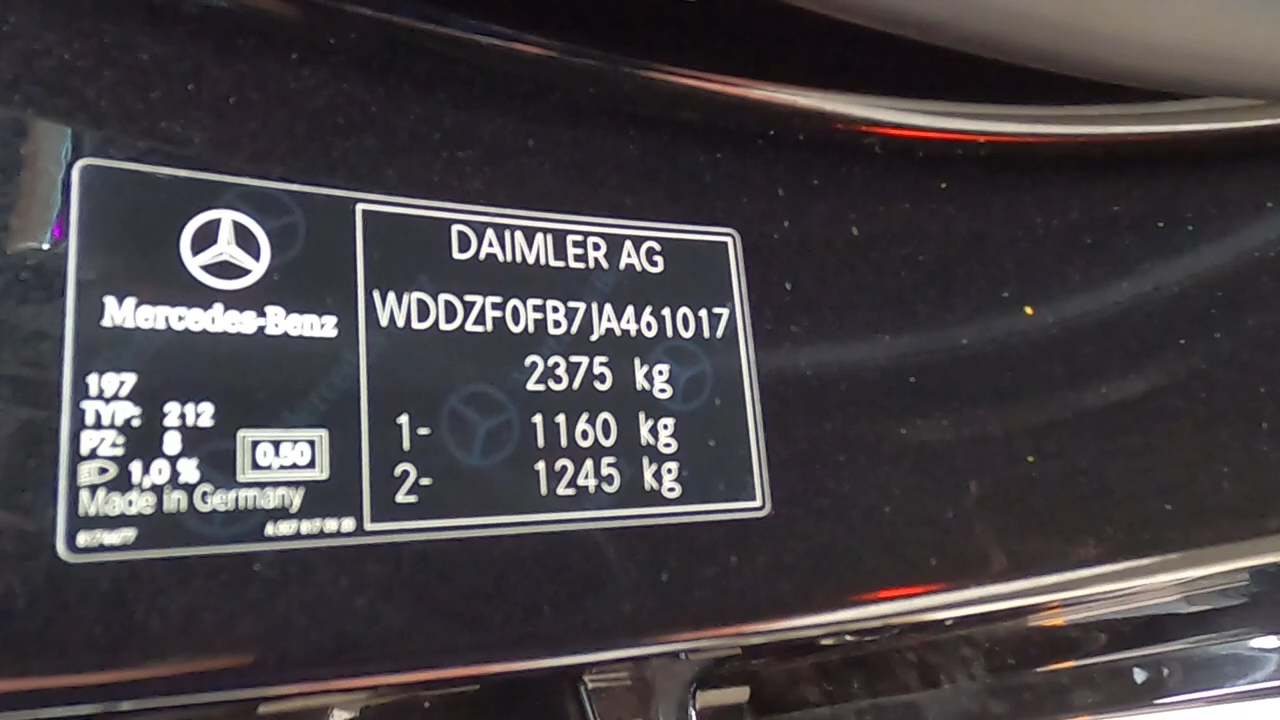 Mercedes-Benz
197
TYP: 212
PZ: 8
1,0 %
0,50
Made in Germany
DAIMLER AG
WDDZF0FB7JA461017
2375 kg
1- 1160 kg
2- 1245 kg